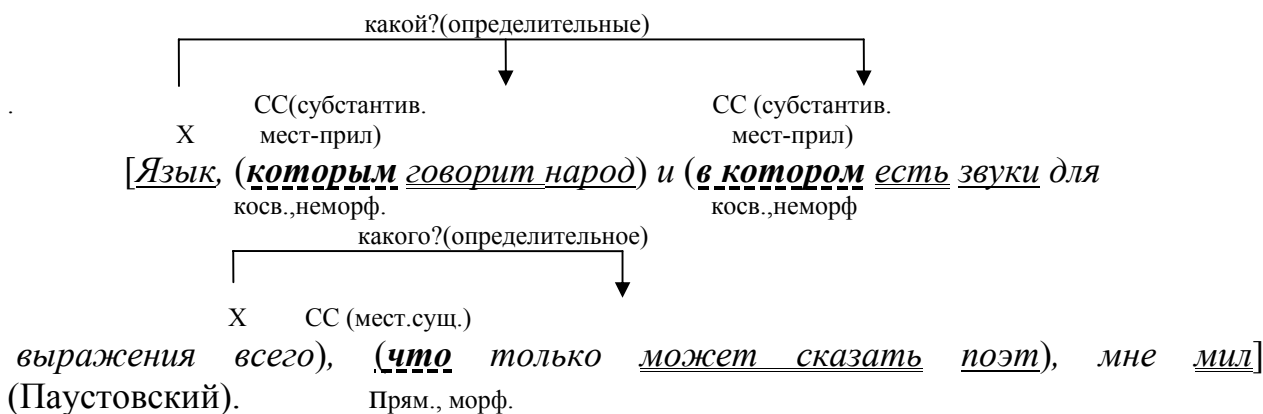 какой?(определительные)
. СС(субстантив. СС (субстантив.
Х мест-прил) мест-прил)
[Язык, (которым говорит народ) и (в котором есть звуки для
косв.,неморф. косв.,неморф
какого?(определительное)
Х СС (мест.сущ.)
выражения всего), (что только может сказать поэт), мне мил]
(Паустовский). Прям., морф.